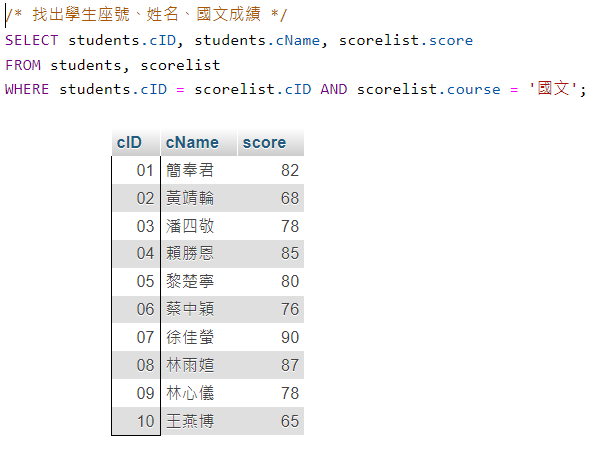 /* 找出學生座號、姓名、國文成績 */
SELECT students.cID, students.cName, scorelist.score
FROM students, scorelist
WHERE students.cID = scorelist.cID AND scorelist.course = '國文';
cID cName score
01 簡奉君 82
02 黃靖輪 68
03 潘四敬 78
04 賴勝恩 85
05 黎楚寧 80
06 蔡中穎 76
07 徐佳螢 90
08 林雨媗 87
09 林心儀 78
10 王燕博 65